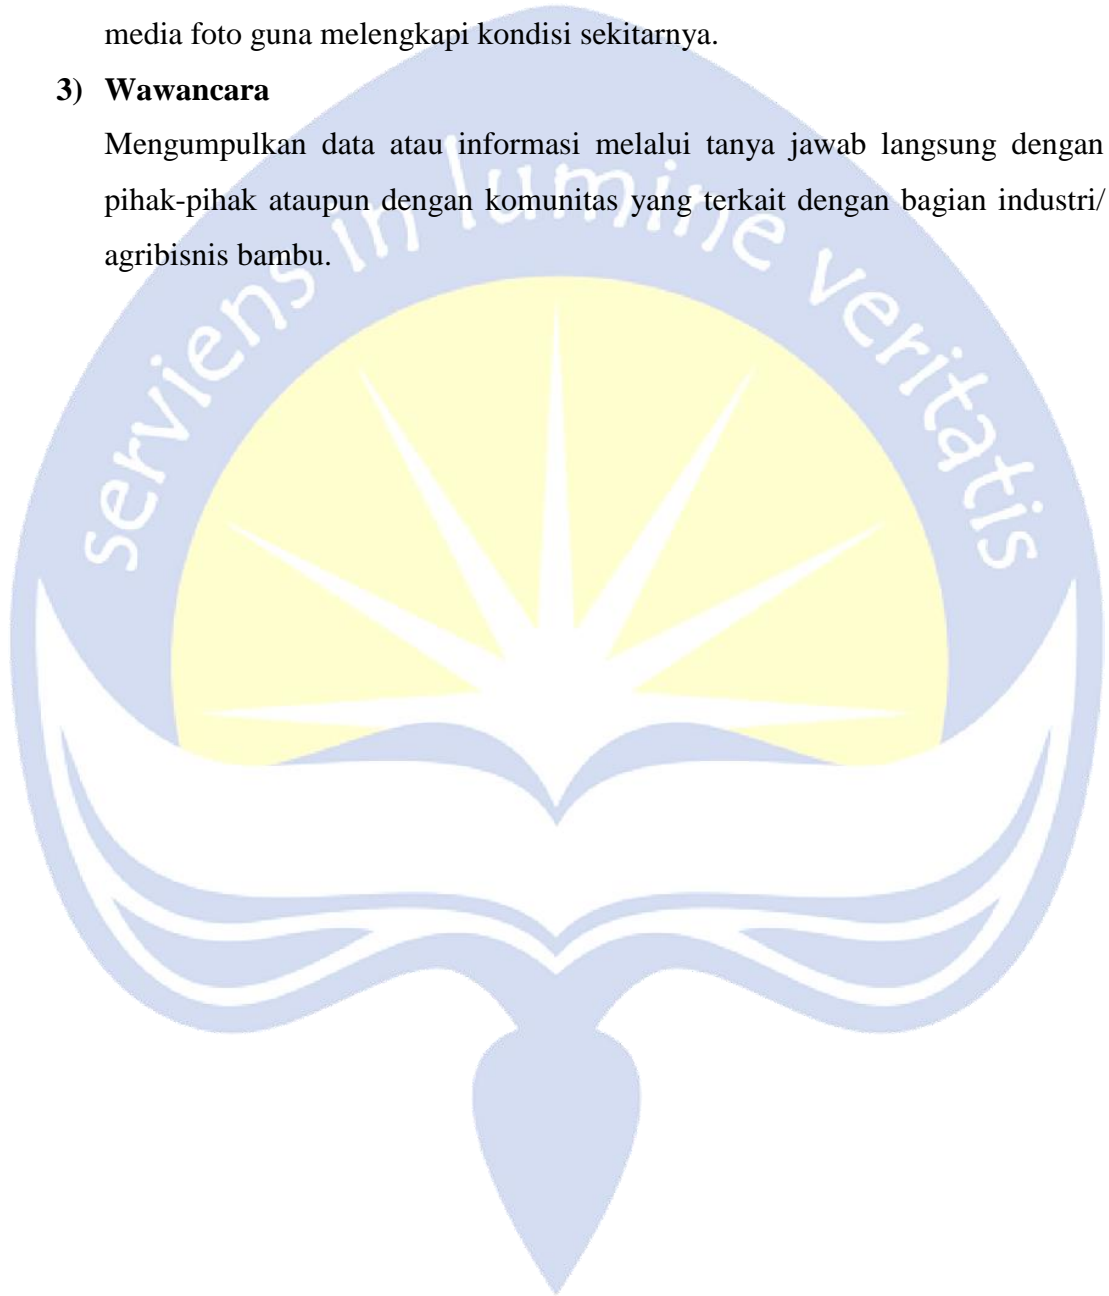 media foto guna melengkapi kondisi sekitarnya.
3) Wawancara
Mengumpulkan data atau informasi melalui tanya jawab langsung dengan
pihak-pihak ataupun dengan komunitas yang terkait dengan bagian industri/
agribisnis bambu.
serviens in lumine veritatis